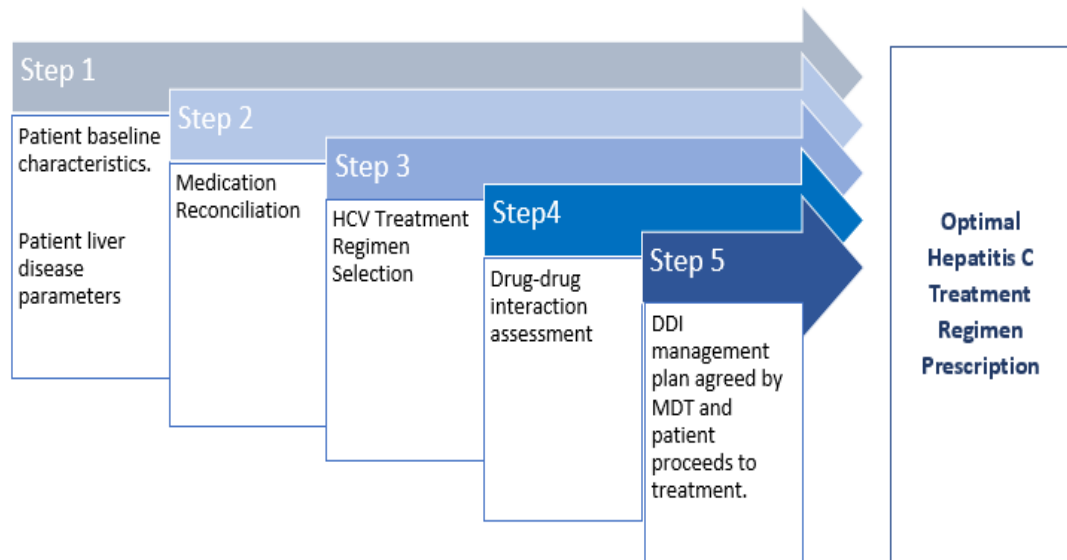 Step 1
Patient baseline
characteristics.
Patient liver
disease
parameters
Step 2
Medication
Reconciliation
Step 3
HCV Treatment
Regimen
Selection
Step4
Drug-drug
interaction
assessment
Step 5
DDI
management
plan agreed by
MDT and
patient
proceeds to
treatment.
Optimal
Hepatitis C
Treatment
Regimen
Prescription